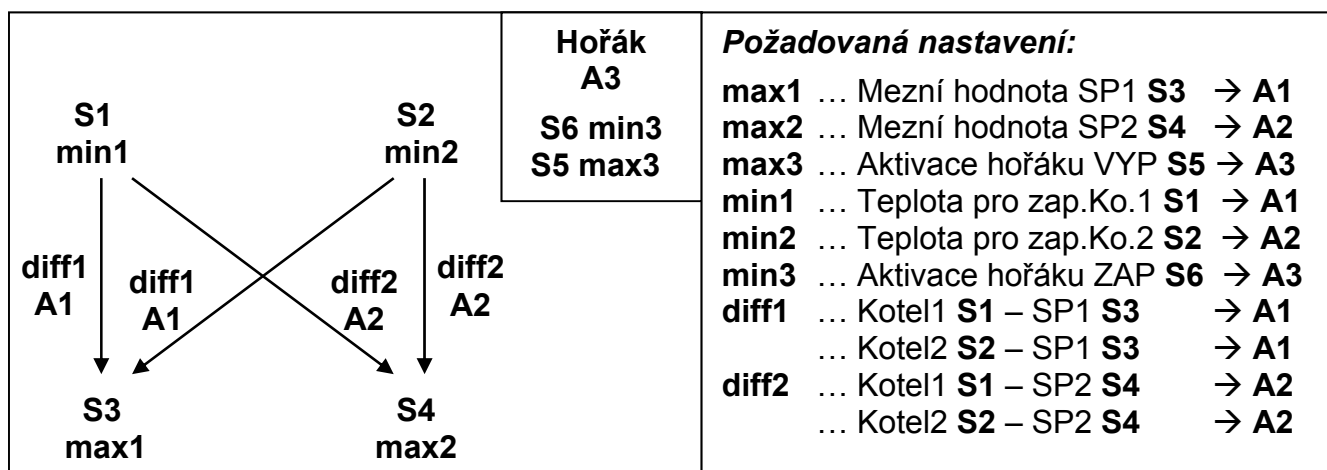 Hořák
A3
S6 min3
S5 max3
S1
min1
S2
min2
diff1
A1
diff1
A1
diff2
A2
diff2
A2
S3
max1
S4
max2
Požadovaná nastavení:
max1 … Mezní hodnota SP1 S3 → A1
max2 … Mezní hodnota SP2 S4 → A2
max3 … Aktivace hořáku VYP S5 → A3
min1 … Teplota pro zap.Ko.1 S1 → A1
min2 … Teplota pro zap.Ko.2 S2 → A2
min3 … Aktivace hořáku ZAP S6 → A3
diff1 … Kotel1 S1 – SP1 S3 → A1
… Kotel2 S2 – SP1 S3 → A1
diff2 … Kotel1 S1 – SP2 S4 → A2
… Kotel2 S2 – SP2 S4 → A2